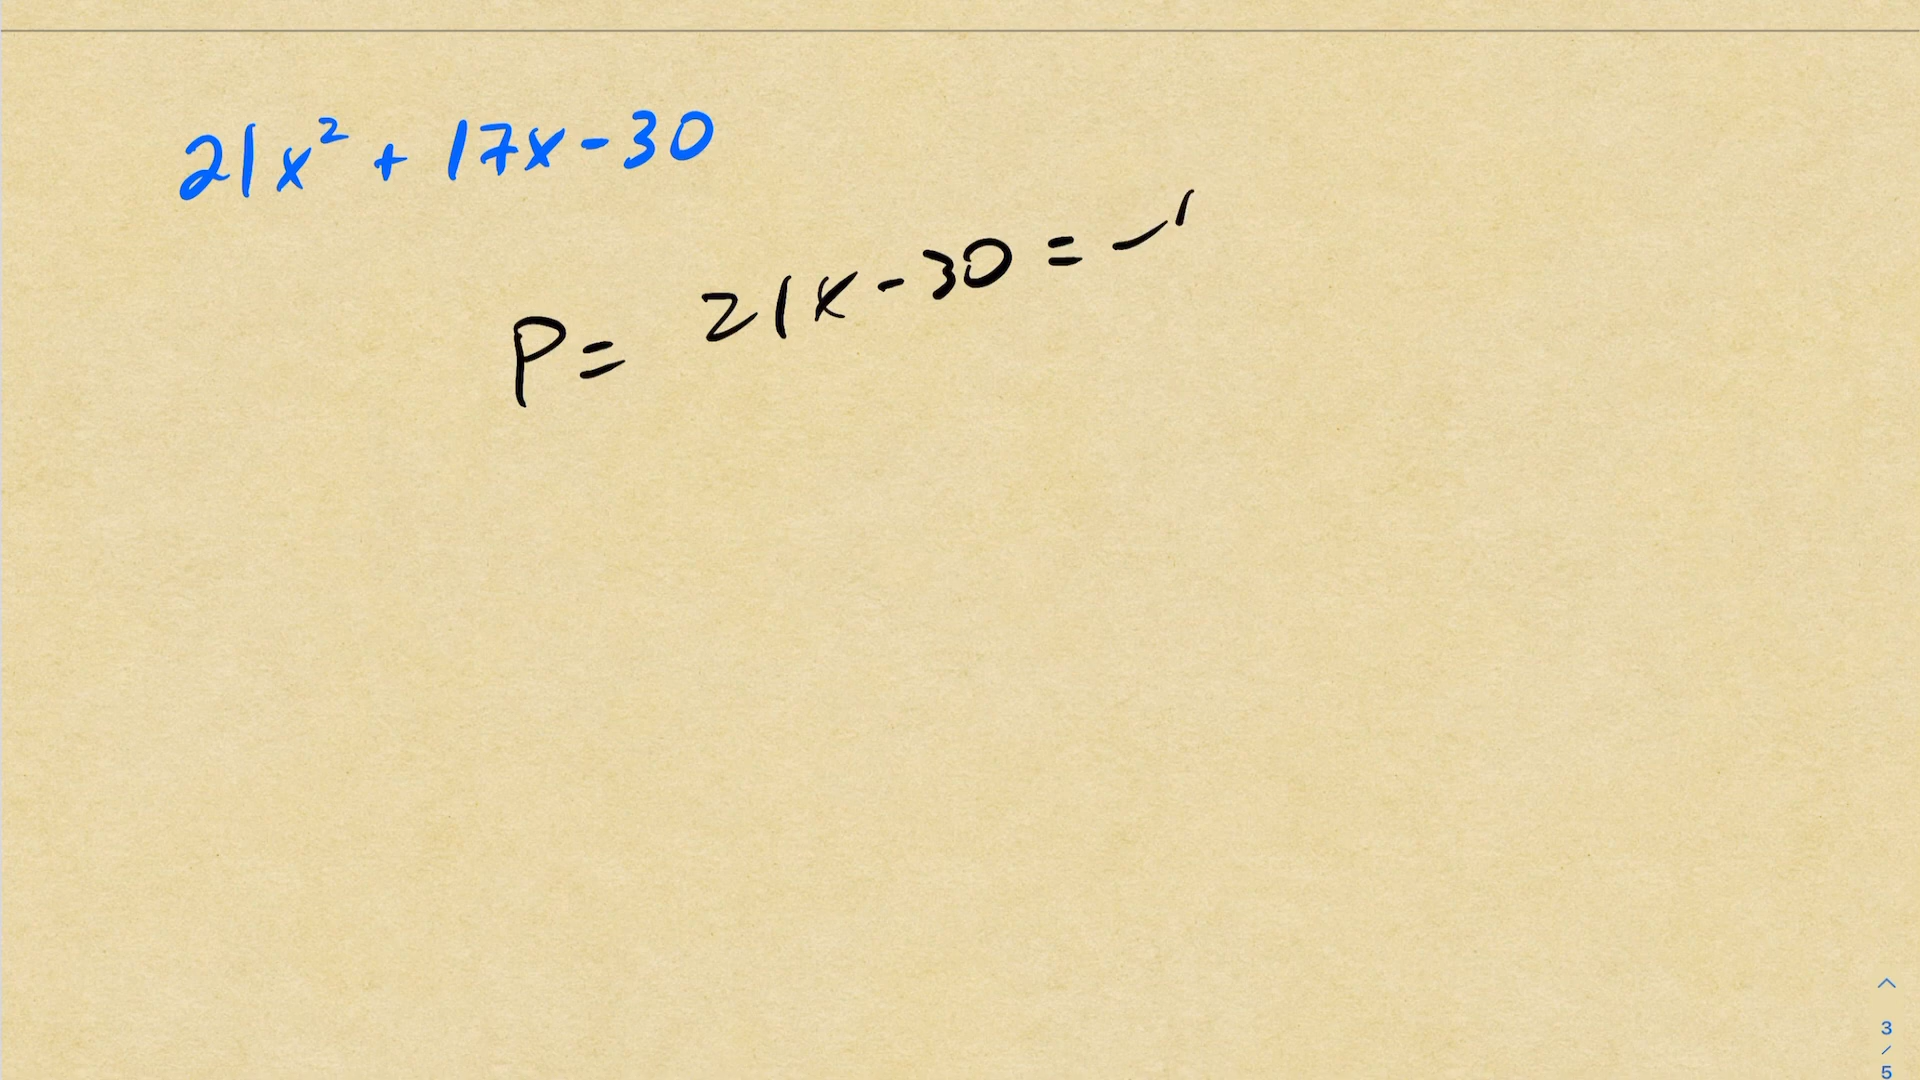 21x² + 17x - 30
P = 21x - 30 = -
3
/
5